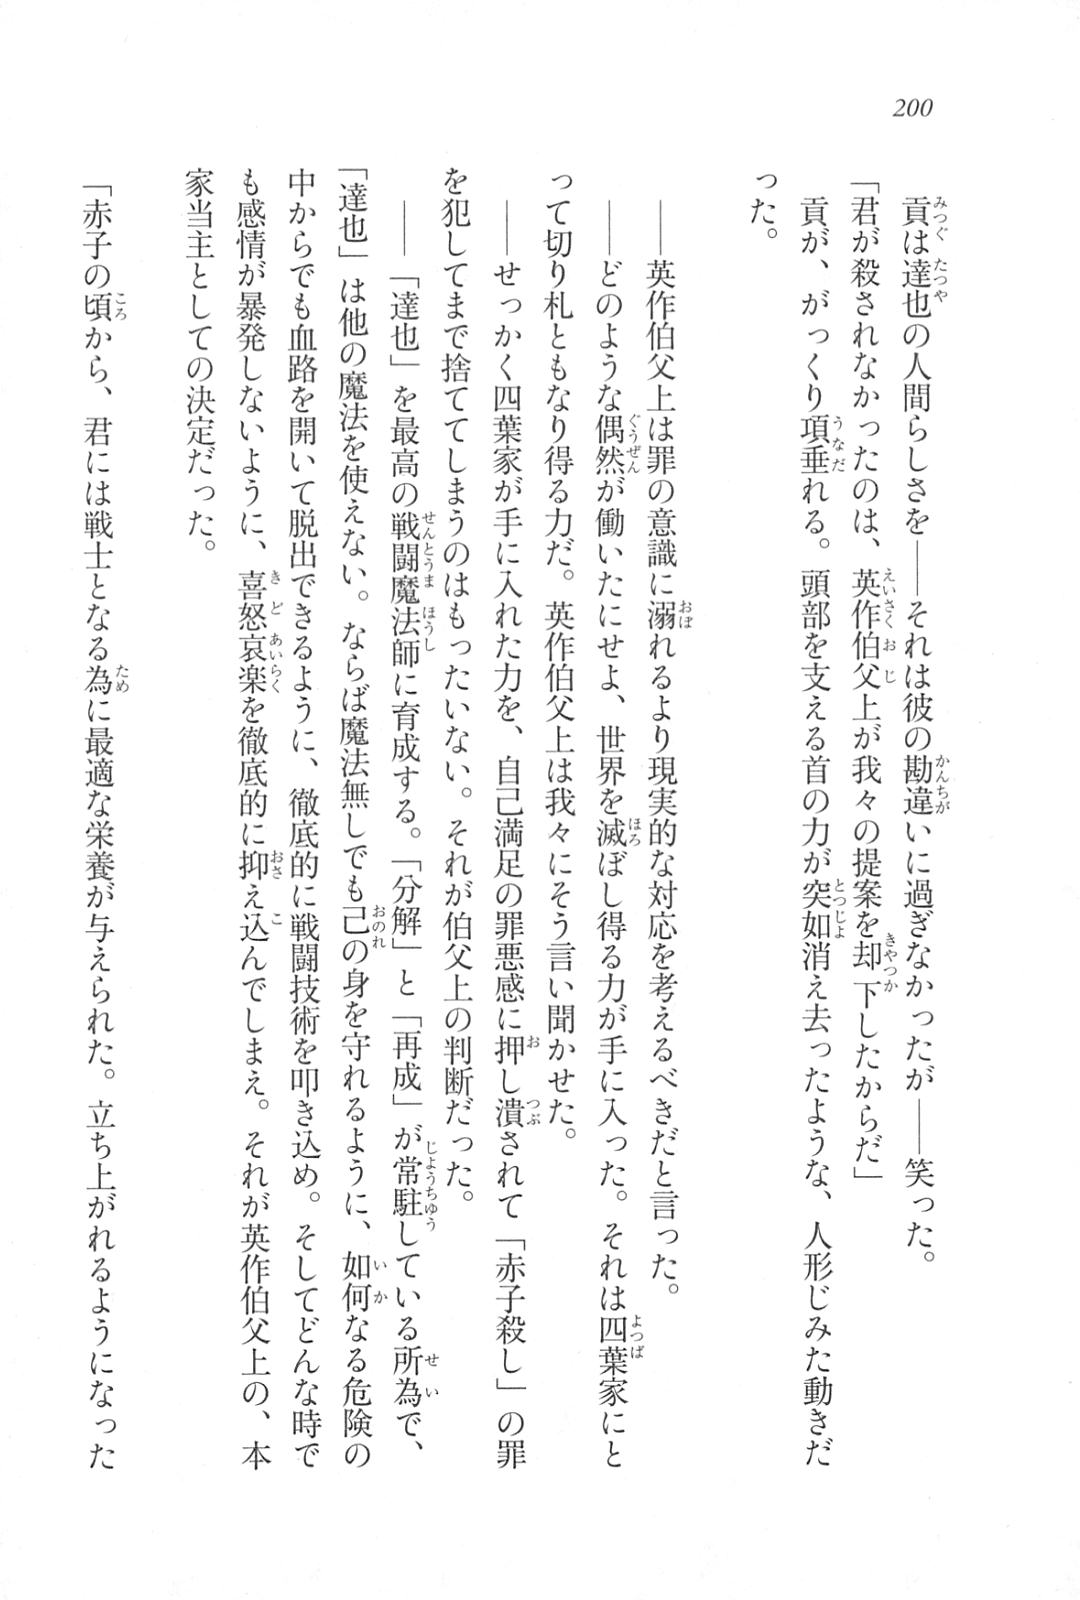 200
貢は達也の人間らしさを――それは彼の勘違いに過ぎなかったが――笑った。
「君が殺されなかったのは、英作伯父上が我々の提案を却下したからだ」
貢が、がっくり項垂れる。頭部を支える首の力が突如消え去ったような、人形じみた動きだ
った。
――英作伯父上は罪の意識に溺れるより現実的な対応を考えるべきだと言った。
――どのような偶然が働いたにせよ、世界を滅ぼし得る力が手に入った。それは四葉家にと
って切り札ともなり得る力だ。英作伯父上は我々にそう言い聞かせた。
――せっかく四葉家が手に入れた力を、自己満足の罪悪感に押し潰されて「赤子殺し」の罪
を犯してまで捨ててしまうのはもったいない。それが伯父上の判断だった。
――「達也」を最高の戦闘魔法師に育成する。「分解」と「再成」が常駐している所為で、
「達也」は他の魔法を使えない。ならば魔法無しでも己の身を守れるように、如何なる危険の
中からでも血路を開いて脱出できるように、徹底的に戦闘技術を叩き込め。そしてどんな時で
も感情が暴発しないように、喜怒哀楽を徹底的に抑え込んでしまえ。それが英作伯父上の、本
家当主としての決定だった。
「赤子の頃から、君には戦士となる為に最適な栄養が与えられた。立ち上がれるようになった